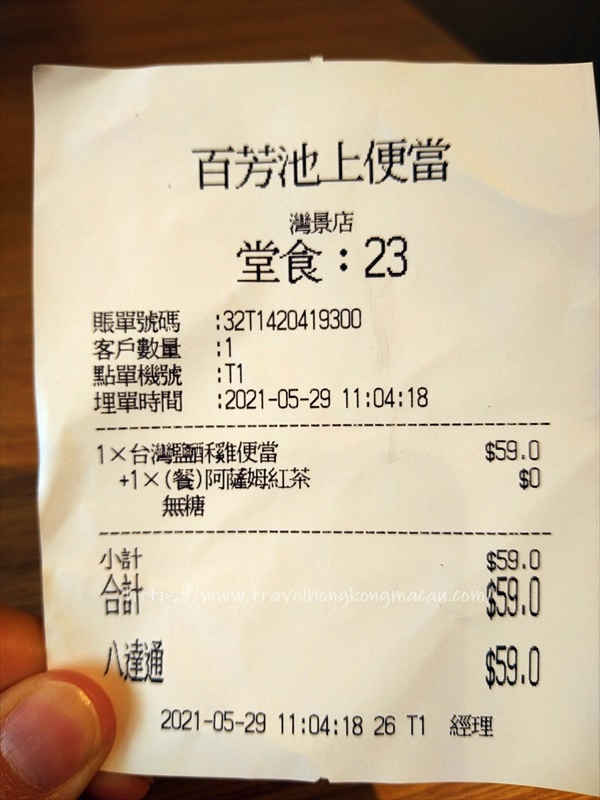 百芳池上便當
灣景店
堂食：23
賬單號碼 :32T1420419300
客戶數量 :1
點單機號 :T1
埋單時間 :2021-05-29 11:04:18
1×台灣鹽酥雞便當 $59.0
+1×(餐)阿薩姆紅茶 $0
無糖
小計 $59.0
合計 $59.0
https://www.travelhongkongmacau.com/
八達通 $59.0
2021-05-29 11:04:18 26 T1 經理